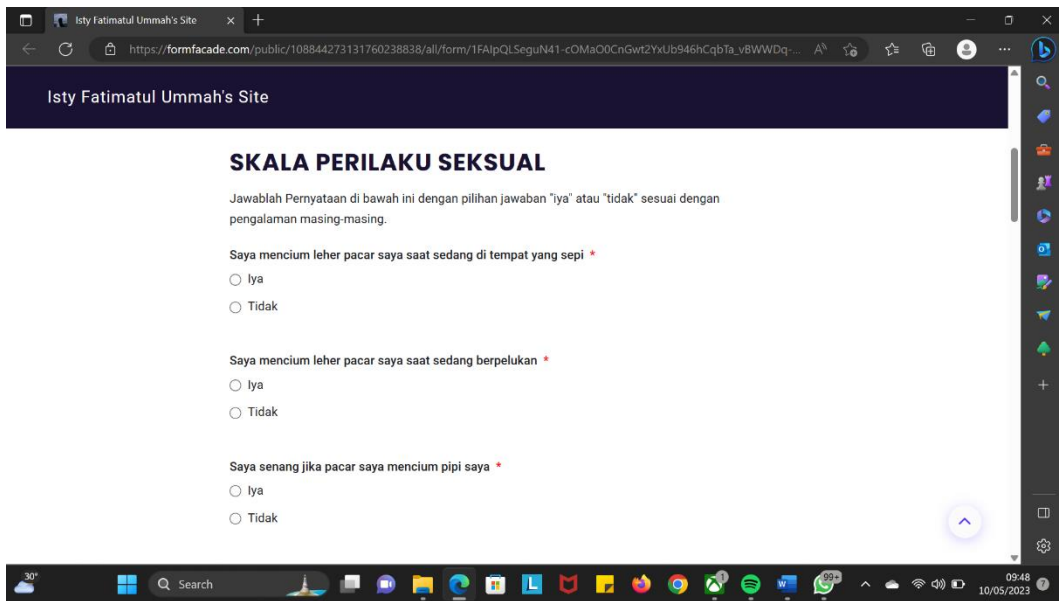 Isty Fatimatul Ummah's Site
https://formfacade.com/public/108844273131760238838/all/form/1FAIpQLSeguN41-cOMaO0CnGwt2YxUb946hCqbTa_vBWWDq-...
Isty Fatimatul Ummah's Site
SKALA PERILAKU SEKSUAL
Jawablah Pernyataan di bawah ini dengan pilihan jawaban "iya" atau "tidak" sesuai dengan
pengalaman masing-masing.
Saya mencium leher pacar saya saat sedang di tempat yang sepi *
Iya
Tidak
Saya mencium leher pacar saya saat sedang berpelukan *
Iya
Tidak
Saya senang jika pacar saya mencium pipi saya *
Iya
Tidak
30°
Search
1
99+
09:48
10/05/2023
7